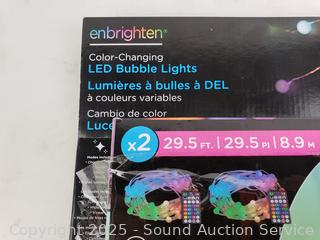 enbrighten®
Color-Changing
LED Bubble Lights
Lumières à bulles à DEL
à couleurs variables
Cambio de color
Luce
x2
29.5 FT. | 29.5 PI | 8.9 M
Copyright 2025 - Sound Auction Service